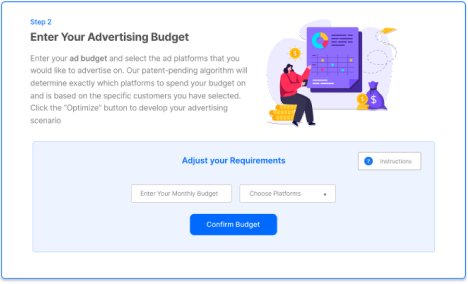 Step 2
Enter Your Advertising Budget
Enter your ad budget and select the ad platforms that
you would like to advertise on. Our patent-pending algorithm will
determine exactly which platforms to spend your budget on
and is based on the specific customers you have selected.
Click the "Optimize" button to develop your advertising
scenario
Adjust your Requirements
? Instructions
Enter Your Monthly Budget
Choose Platforms
Confirm Budget
$
$
$